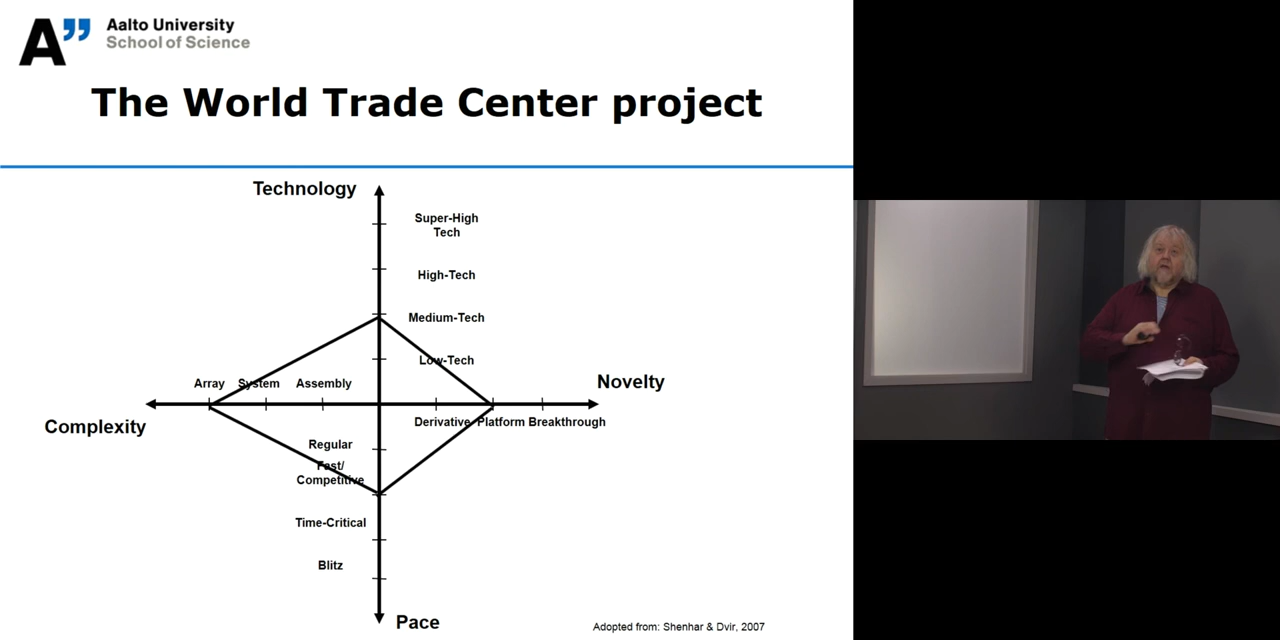 A”
Aalto University
School of Science
The World Trade Center project
Technology
Super-High
Tech
High-Tech
Medium-Tech
Low-Tech
Array System Assembly
Novelty
Complexity
Derivative Platform Breakthrough
Regular
Fast/
Competitive
Time-Critical
Blitz
Pace
Adopted from: Shenhar & Dvir, 2007